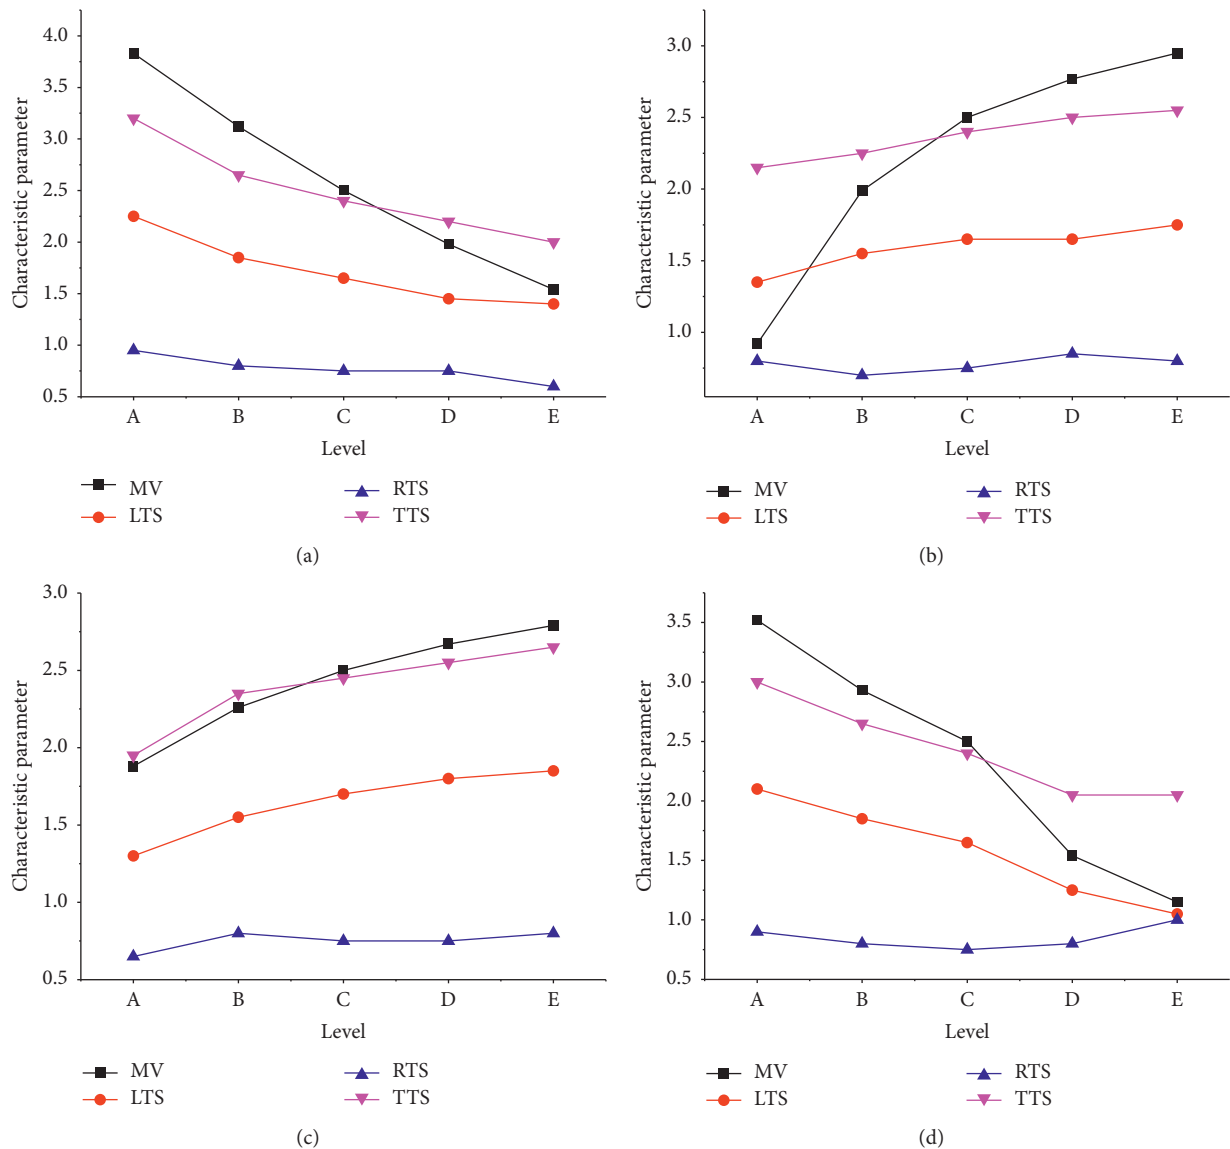 4.0
3.5
3.0
2.5
2.0
1.5
1.0
0.5
Characteristic parameter
A B C D E
Level
MV RTS
LTS TTS
(a)
3.0
2.5
2.0
1.5
1.0
Characteristic parameter
A B C D E
Level
MV RTS
LTS TTS
(b)
3.0
2.5
2.0
1.5
1.0
0.5
Characteristic parameter
A B C D E
Level
MV RTS
LTS TTS
(c)
3.5
3.0
2.5
2.0
1.5
1.0
0.5
Characteristic parameter
A B C D E
Level
MV RTS
LTS TTS
(d)